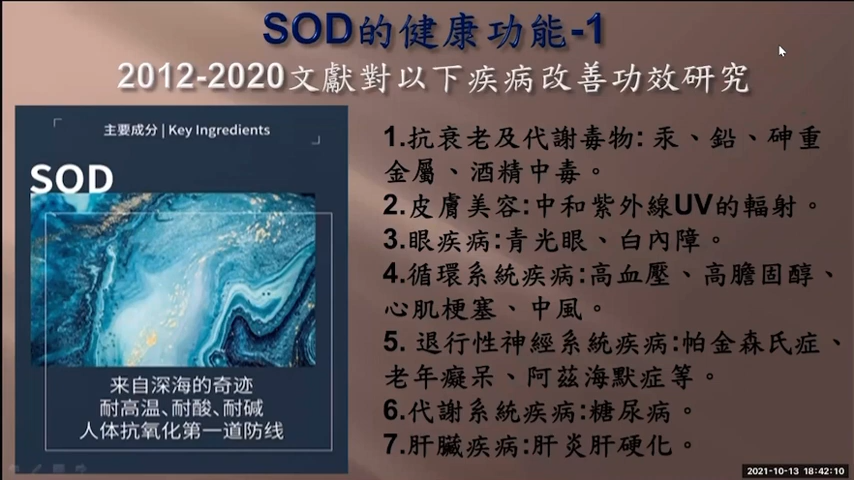 SOD的健康功能-1
2012-2020文獻對以下疾病改善功效研究
主要成分 | Key Ingredients
SOD
来自深海的奇迹
耐高温、耐酸、耐碱
人体抗氧化第一道防线
1.抗衰老及代謝毒物: 汞、鉛、砷重
金屬、酒精中毒。
2.皮膚美容:中和紫外線UV的輻射。
3.眼疾病:青光眼、白內障。
4.循環系統疾病:高血壓、高膽固醇、
心肌梗塞、中風。
5. 退行性神經系統疾病:帕金森氏症、
老年癡呆、阿茲海默症等。
6.代謝系統疾病:糖尿病。
7.肝臟疾病:肝炎肝硬化。
2021-10-13 18:42:10